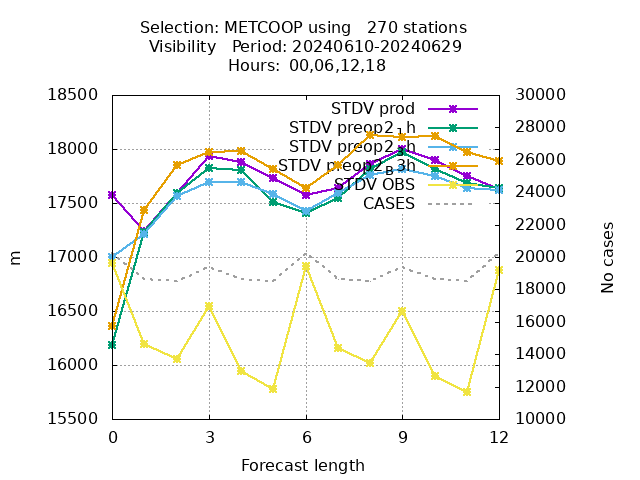 Selection: METCOOP using 270 stations
Visibility Period: 20240610-20240629
Hours: 00,06,12,18
18500
18000
17500
17000
16500
16000
15500
m
30000
28000
26000
24000
22000
20000
18000
16000
14000
12000
10000
No cases
STDV prod
STDV preop2_1h
STDV
STDV preop2_B3h
STDV OBS
CASES
0
3
6
9
12
Forecast length